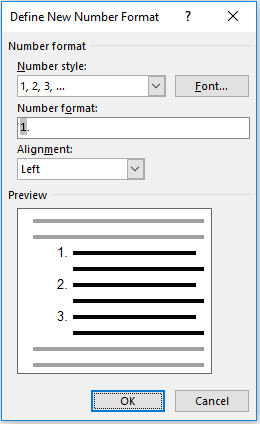 Define New Number Format ? ×
Number format
Number style:
1, 2, 3, ...
Font...
Number format:
1.
Alignment:
Left
Preview
1.
2.
3.
OK Cancel